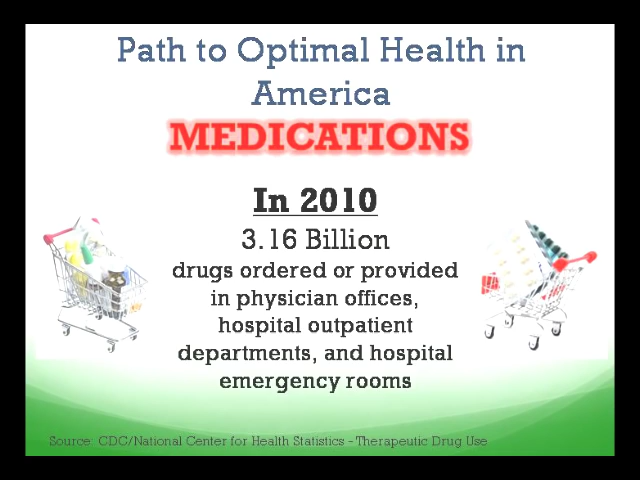 Path to Optimal Health in
America
MEDICATIONS
In 2010
3.16 Billion
drugs ordered or provided
in physician offices,
hospital outpatient
departments, and hospital
emergency rooms
Source: CDC/National Center for Health Statistics - Therapeutic Drug Use